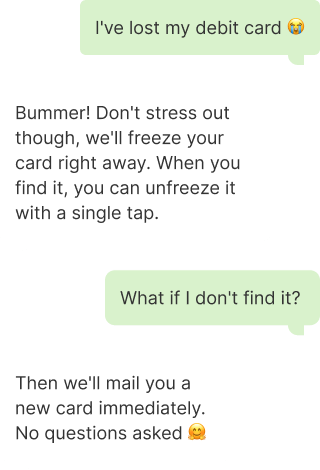 I've lost my debit card 😭
Bummer! Don't stress out
though, we'll freeze your
card right away. When you
find it, you can unfreeze it
with a single tap.
What if I don't find it?
Then we'll mail you a
new card immediately.
No questions asked 🤗